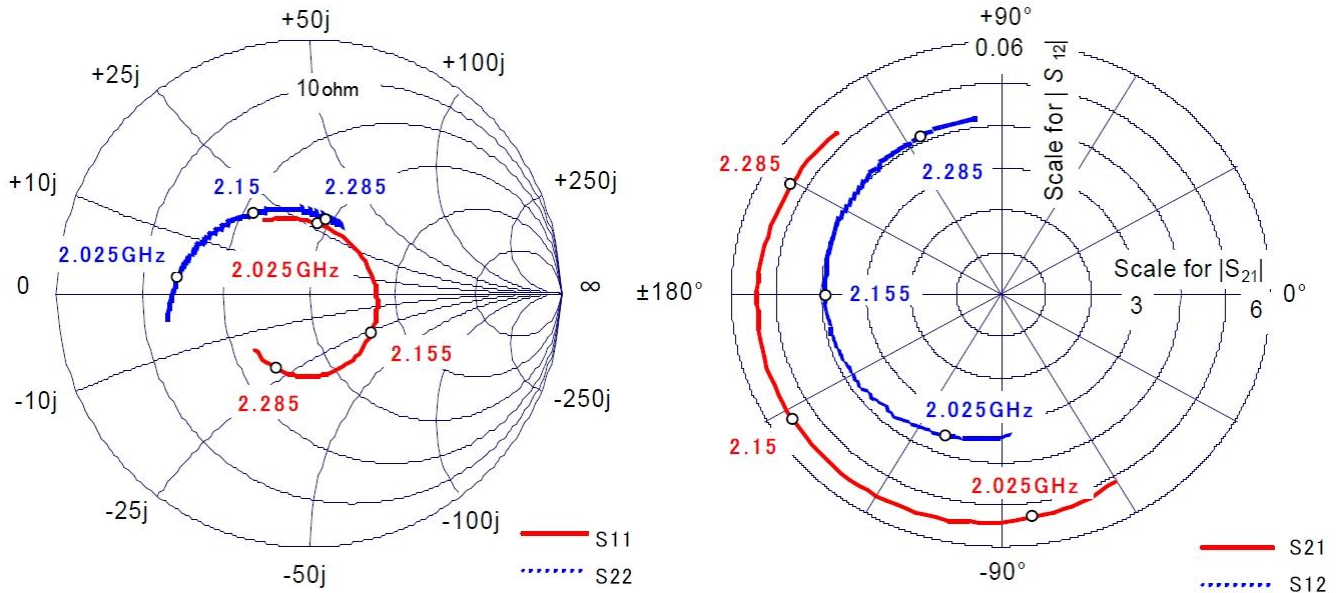 +50j
+25j
+100j
10ohm
+10j
+250j
2.15
2.285
2.025GHz
2.025GHz
0
∞
2.155
2.285
-10j
-250j
-25j
-100j
-50j
S11
S22
+90°
0.06
Scale for | S 12|
2.285
2.285
Scale for |S21|
±180°
2.155
3
6
0°
2.025GHz
2.15
2.025GHz
-90°
S21
S12